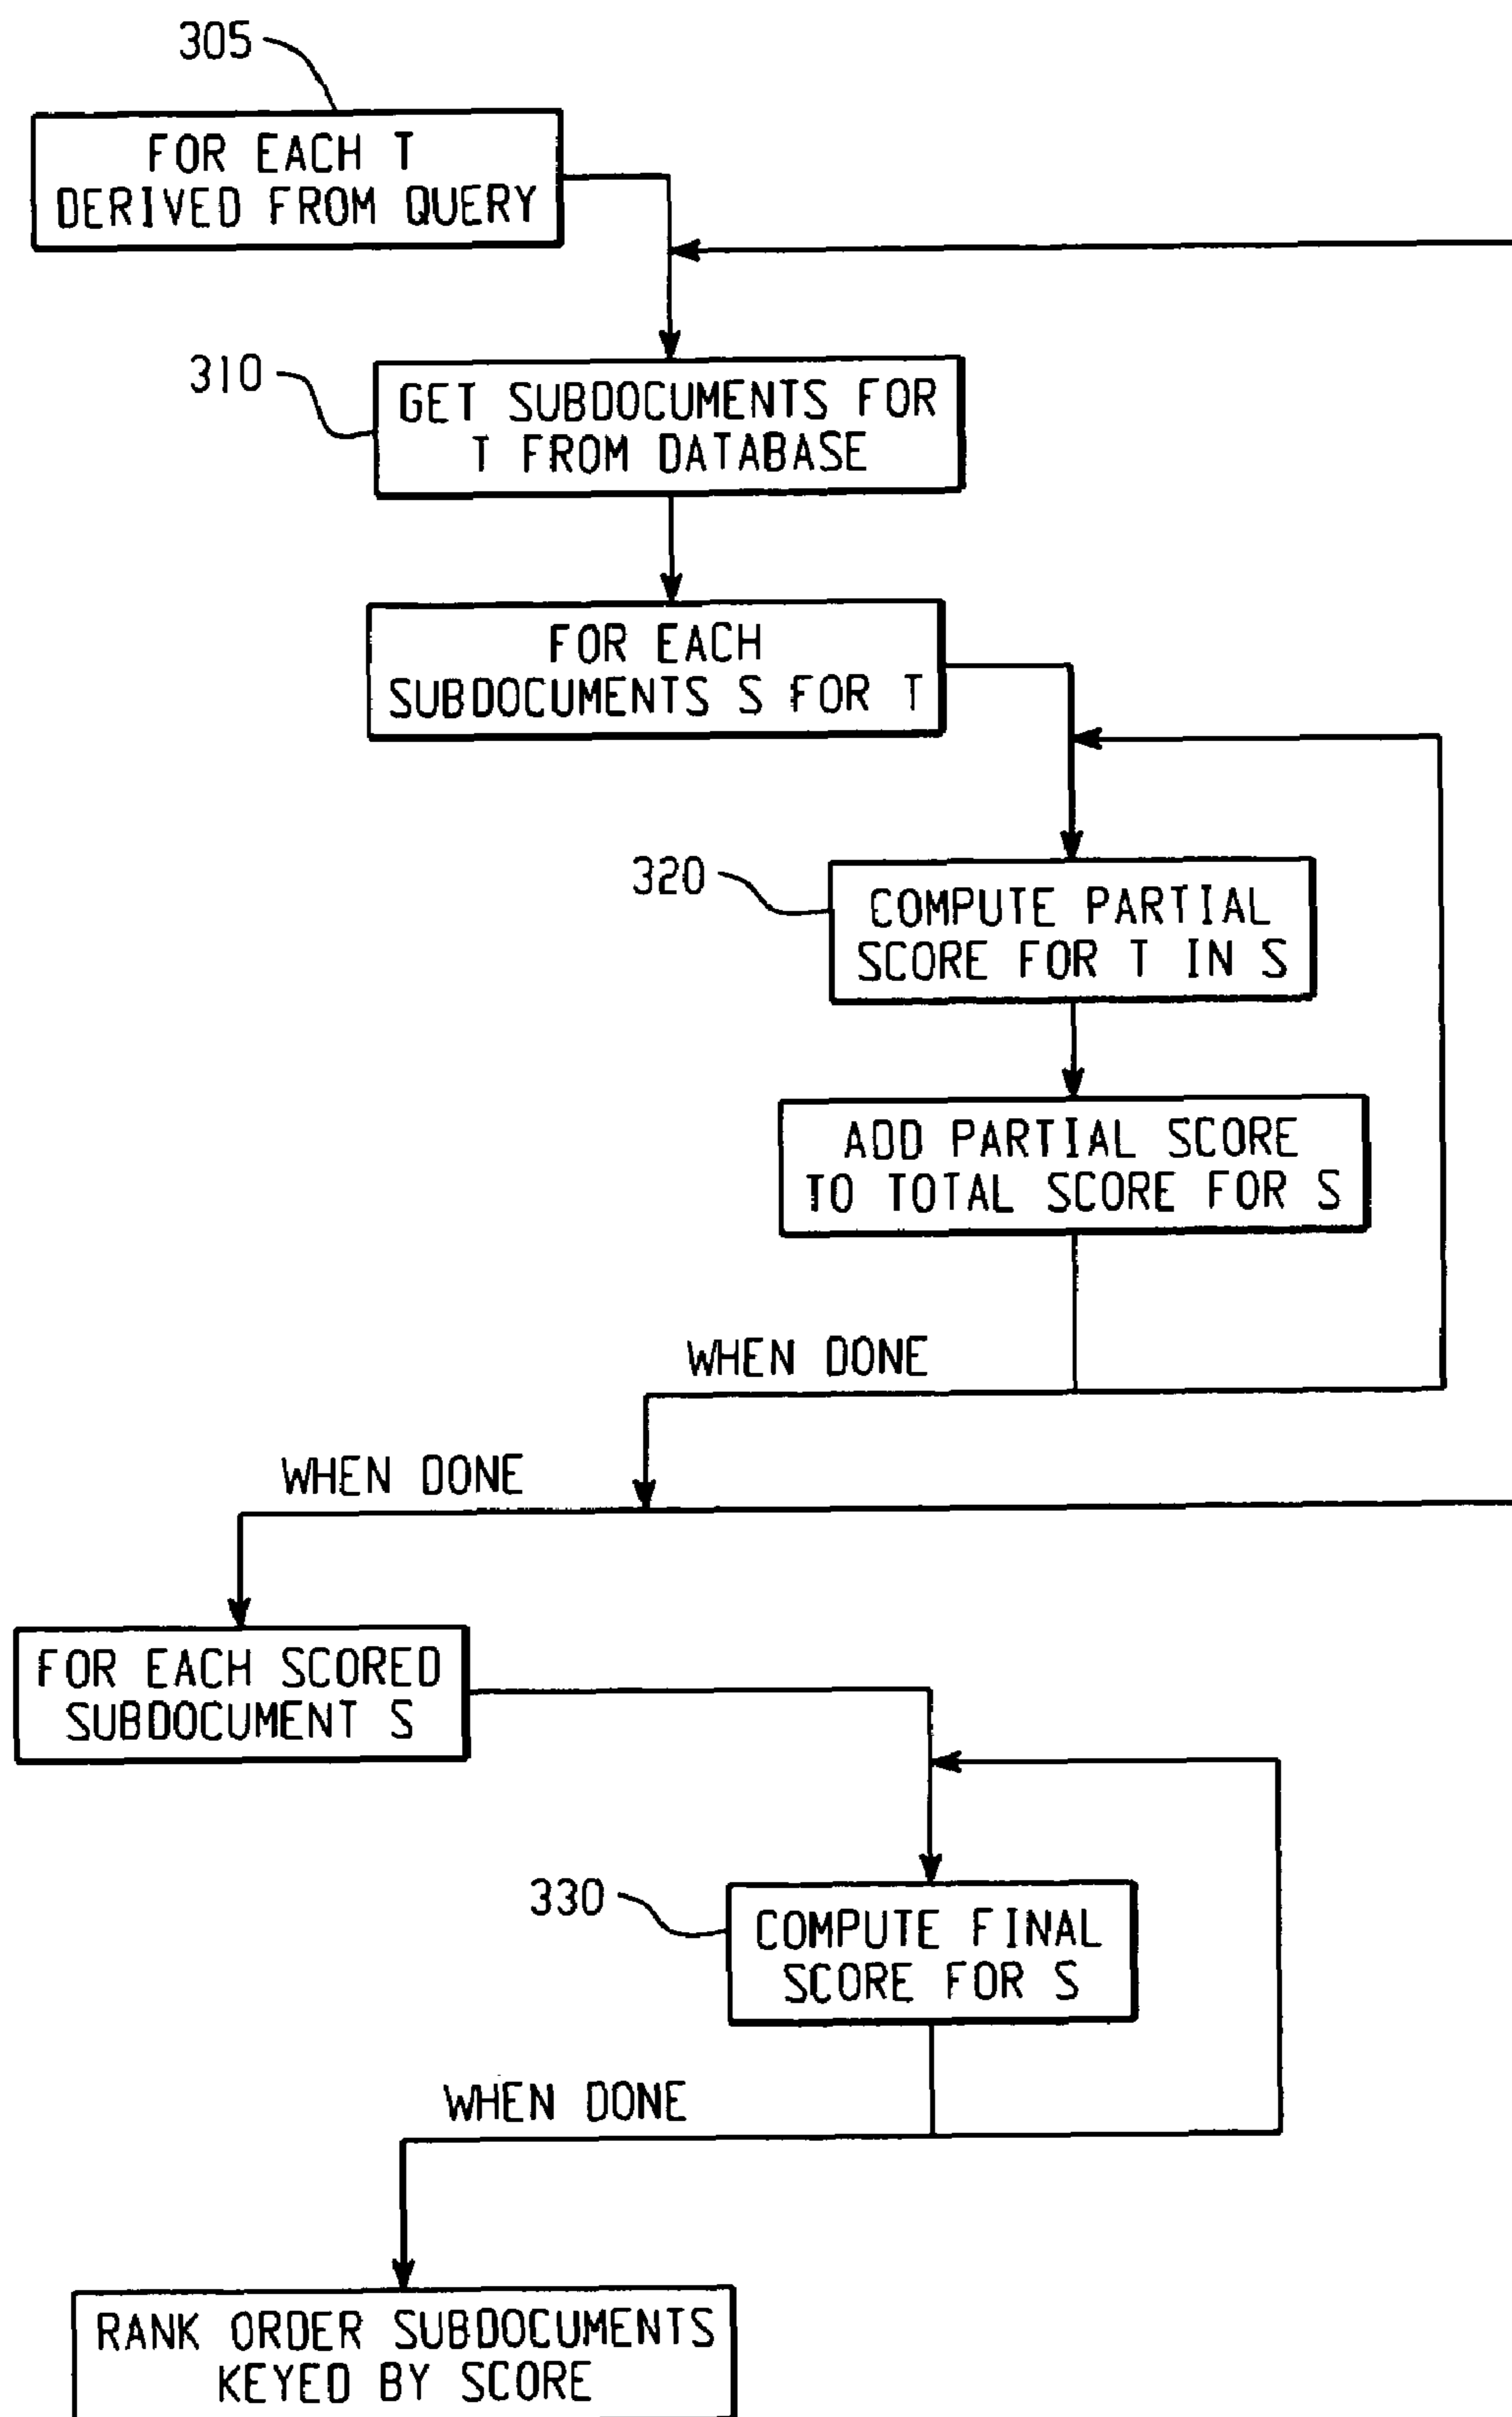 305
FOR EACH T
DERIVED FROM QUERY
310
GET SUBDOCUMENTS FOR
T FROM DATABASE
FOR EACH
SUBDOCUMENTS S FOR T
320
COMPUTE PARTIAL
SCORE FOR T IN S
ADD PARTIAL SCORE
TO TOTAL SCORE FOR S
WHEN DONE
WHEN DONE
FOR EACH SCORED
SUBDOCUMENT S
330
COMPUTE FINAL
SCORE FOR S
WHEN DONE
RANK ORDER SUBDOCUMENTS
KEYED BY SCORE